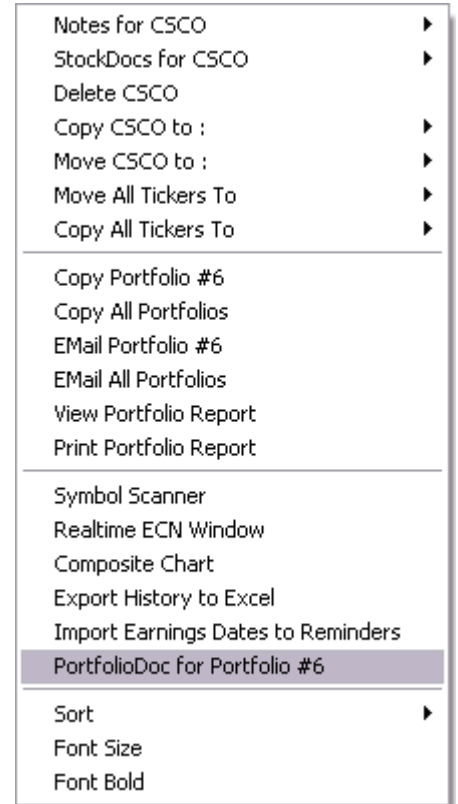 Notes for CSCO
StockDocs for CSCO
Delete CSCO
Copy CSCO to :
Move CSCO to :
Move All Tickers To
Copy All Tickers To
Copy Portfolio #6
Copy All Portfolios
EMail Portfolio #6
EMail All Portfolios
View Portfolio Report
Print Portfolio Report
Symbol Scanner
Realtime ECN Window
Composite Chart
Export History to Excel
Import Earnings Dates to Reminders
PortfolioDoc for Portfolio #6
Sort
Font Size
Font Bold